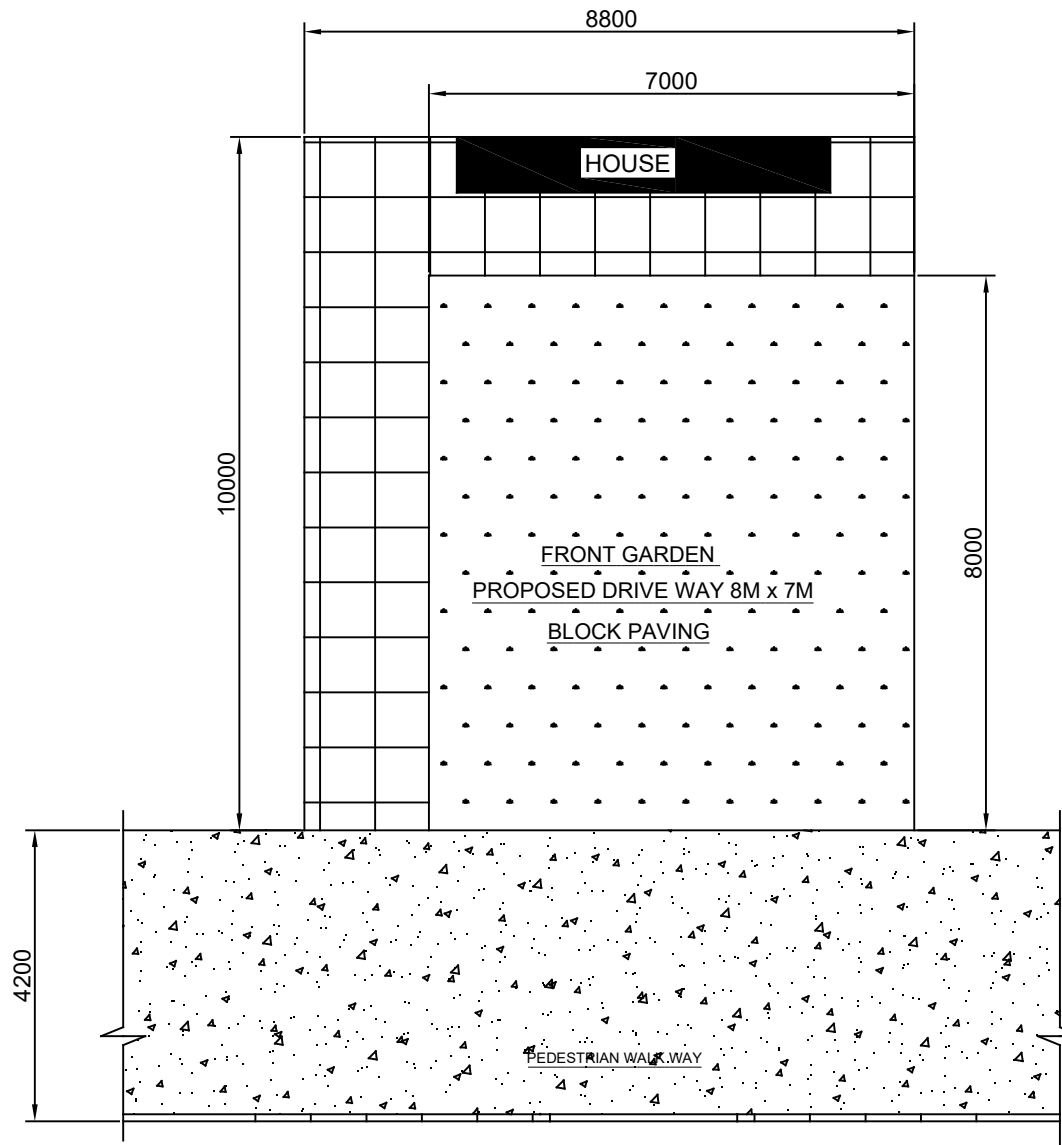 8800
7000
HOUSE
10000
8000
FRONT GARDEN
PROPOSED DRIVE WAY 8M x 7M
BLOCK PAVING
4200
PEDESTRIAN WALK WAY